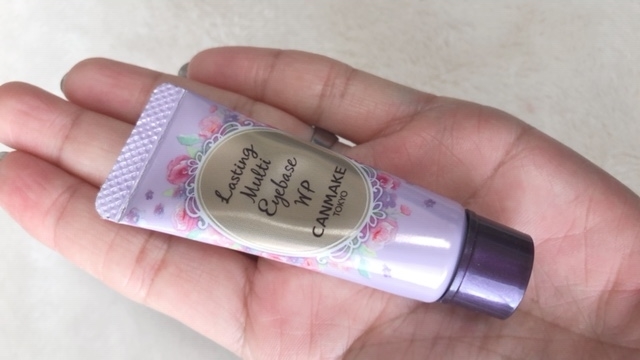 Lasting
Multi
Eyebase
WP
CANMAKE
TOKYO